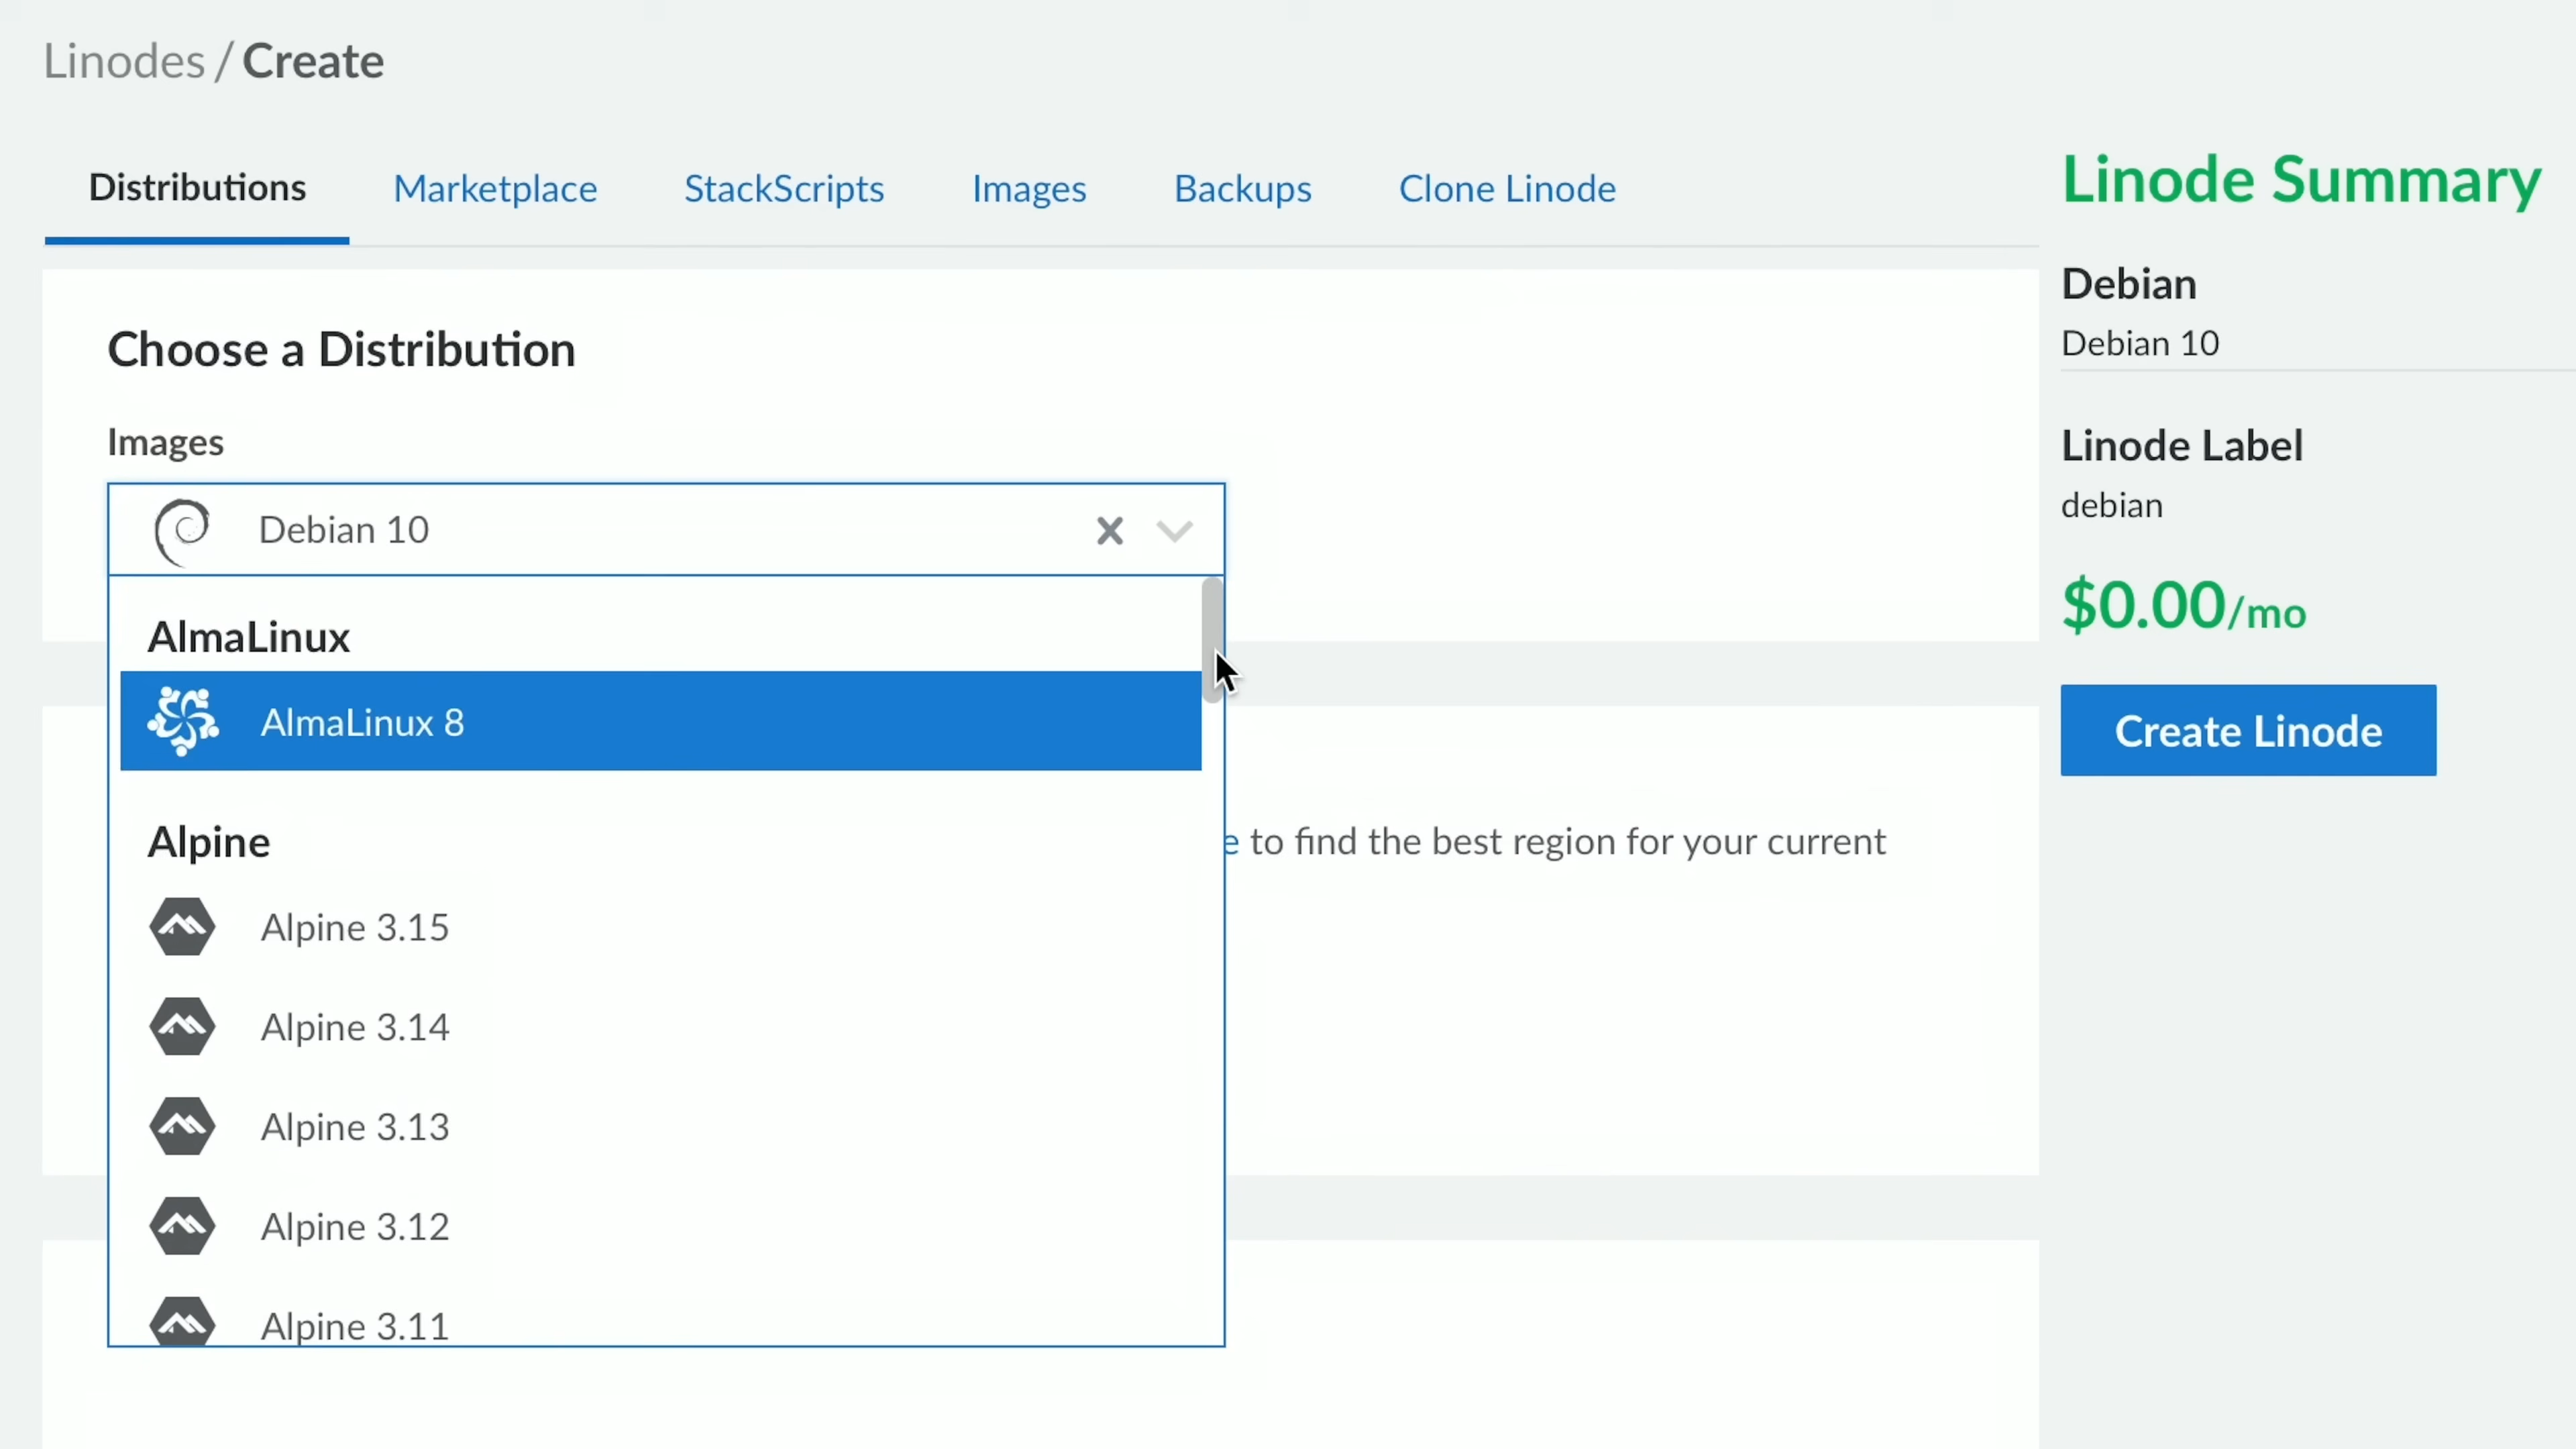 Linodes / Create
Distributions
Marketplace
StackScripts
Images
Backups
Clone Linode
Choose a Distribution
Images
Debian 10
AlmaLinux
AlmaLinux 8
Alpine
Alpine 3.15
Alpine 3.14
Alpine 3.13
Alpine 3.12
Alpine 3.11
e to find the best region for your current
Linode Summary
Debian
Debian 10
Linode Label
debian
$0.00/mo
Create Linode